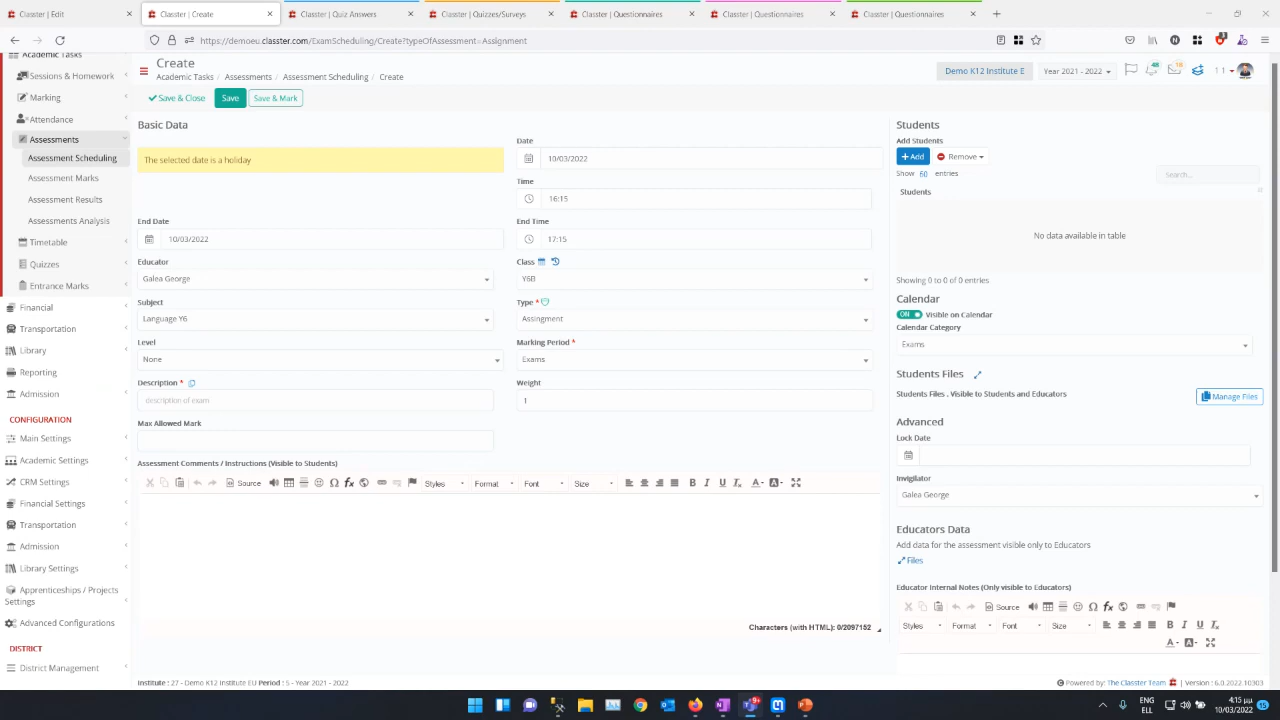 Classter | Edit
Classter | Create
Classter | Quiz Answers
Classter | Quizzes/Surveys
Classter | Questionnaires
Classter | Questionnaires
Classter | Questionnaires
https://demoeu.classter.com/ExamScheduling/Create?typeOfAssessment=Assignment
Academic Tasks
Sessions & Homework
Marking
Attendance
Assessments
Assessment Scheduling
Assessment Marks
Assessments Results
Assessments Analysis
Timetable
Quizzes
Entrance Marks
Financial
Transportation
Library
Reporting
Admission
CONFIGURATION
Main Settings
Academic Settings
CRM Settings
Financial Settings
Transportation
Admission
Library Settings
Apprenticeships / Projects
Settings
Advanced Configurations
DISTRICT
District Management
Create
Academic Tasks / Assessments / Assessment Scheduling / Create
Demo K12 Institute E
Year 2021 - 2022
48
18
1 1
Save & Close
Save
Save & Mark
Basic Data
The selected date is a holiday
Date
10/03/2022
Time
16:15
End Date
10/03/2022
End Time
17:15
Educator
Galea George
Class
Y6B
Subject
Language Y6
Type *
Assingment
Level
None
Marking Period *
Exams
Description *
description of exam
Weight
1
Max Allowed Mark
Assessment Comments / Instructions (Visible to Students)
Source
Styles
Format
Font
Size
Characters (with HTML): 0/2097152
Students
Add Students
Add
Remove
Show 60 entries
Search...
Students
No data available in table
Showing 0 to 0 of 0 entries
Calendar
ON Visible on Calendar
Calendar Category
Exams
Students Files
Students Files . Visible to Students and Educators
Manage Files
Advanced
Lock Date
Invigilator
Galea George
Educators Data
Add data for the assessment visible only to Educators
Files
Educator Internal Notes (Only visible to Educators)
Source
Styles
Format
Font
Size
Institute : 27 - Demo K12 Institute EU Period : 5 - Year 2021 - 2022
Powered by: The Classter Team | Version : 6.0.2022.10303
ENG
ΕΛΛ
4:15 μμ
10/03/2022